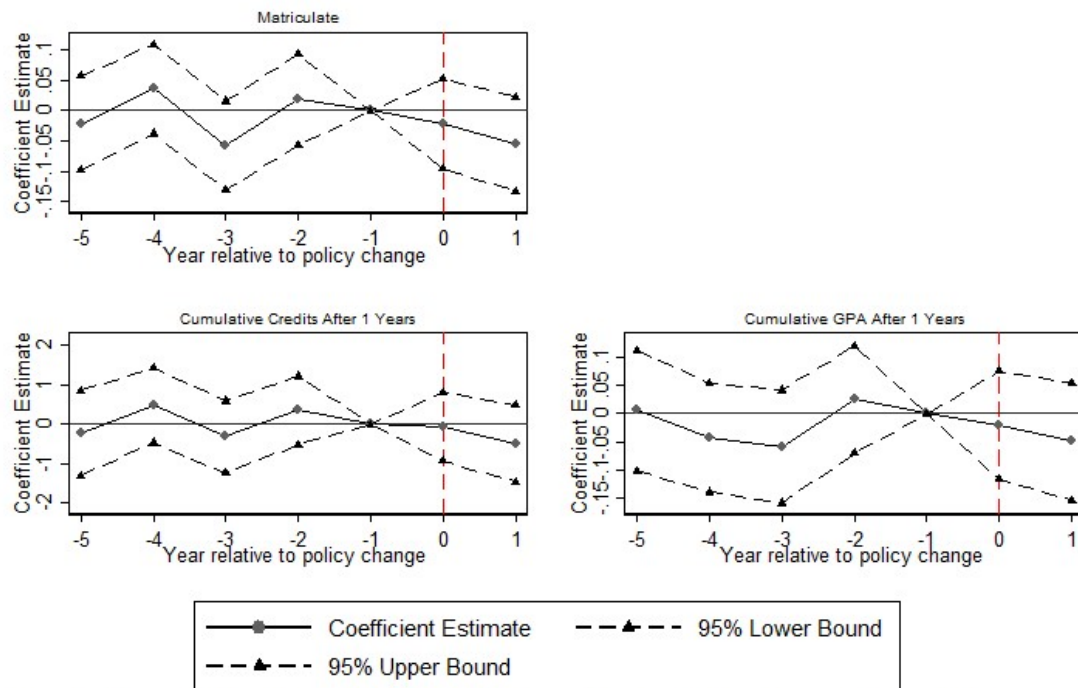 Matriculate
Coefficient Estimate
-.15 -.1 -.05 0 .05 .1
-5 -4 -3 -2 -1 0 1
Year relative to policy change
Cumulative Credits After 1 Years
Coefficient Estimate
-2 -1 0 1 2
-5 -4 -3 -2 -1 0 1
Year relative to policy change
Cumulative GPA After 1 Years
Coefficient Estimate
-.15 -.1 -.05 0 .05 .1
-5 -4 -3 -2 -1 0 1
Year relative to policy change
Coefficient Estimate 95% Lower Bound
95% Upper Bound